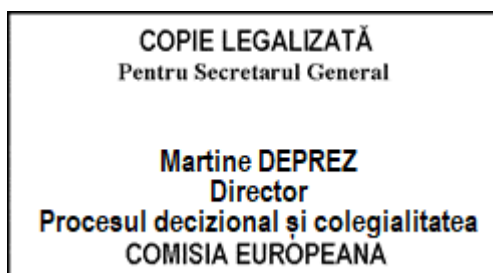 COPIE LEGALIZATĂ
Pentru Secretarul General
Martine DEPREZ
Director
Procesul decizional și colegialitatea
COMISIA EUROPEANA